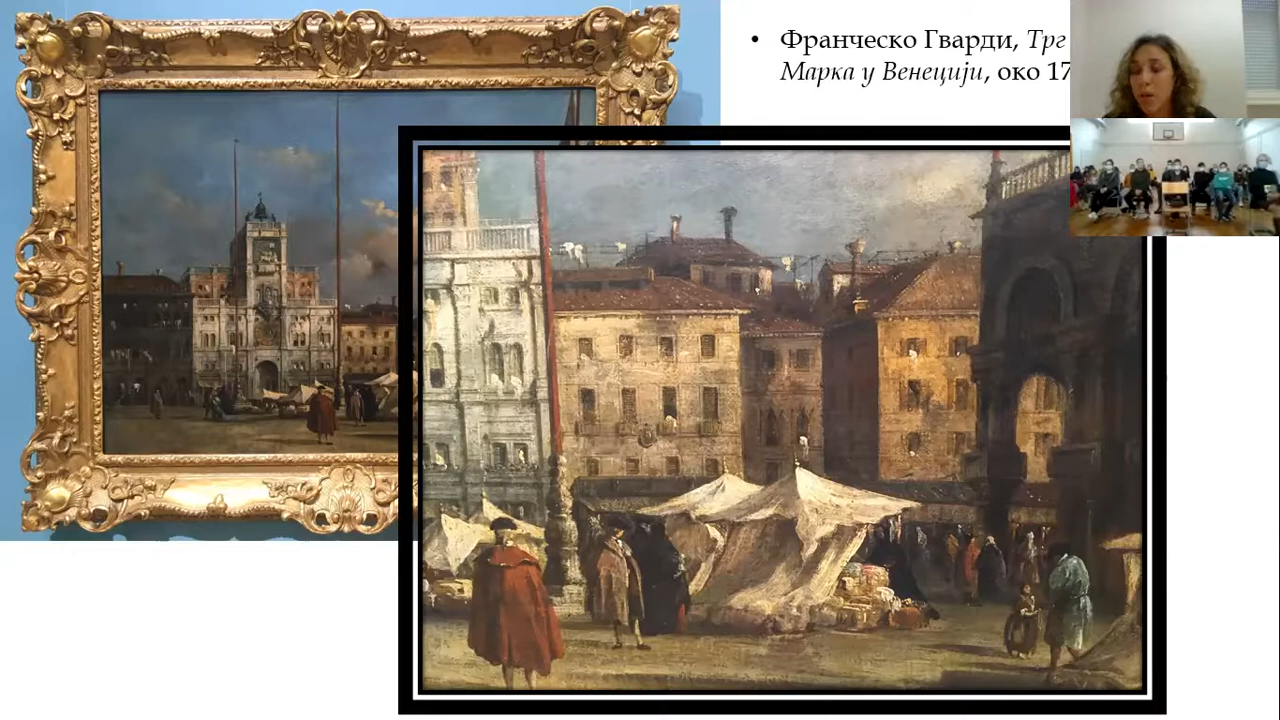 • Франческо Гварди, Трг
Марка у Венецији, око 17